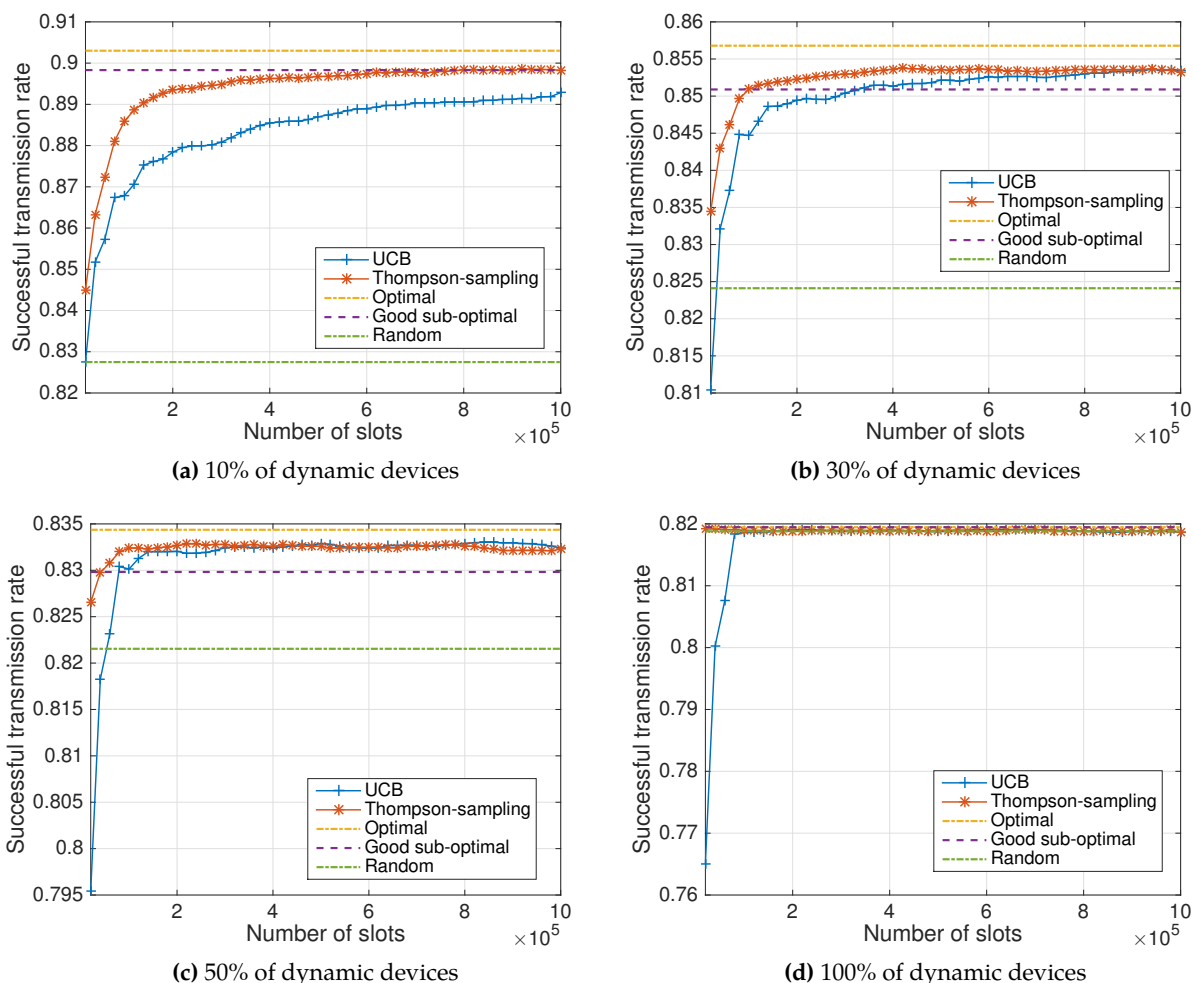 0.91
0.9
0.89
0.88
0.87
0.86
0.85
0.84
0.83
0.82
Successful transmission rate
UCB
Thompson-sampling
Optimal
Good sub-optimal
Random
2 4 6 8 10
Number of slots
×10⁵
(a) 10% of dynamic devices
0.86
0.855
0.85
0.845
0.84
0.835
0.83
0.825
0.82
0.815
0.81
Successful transmission rate
UCB
Thompson-sampling
Optimal
Good sub-optimal
Random
2 4 6 8 10
Number of slots
×10⁵
(b) 30% of dynamic devices
0.835
0.83
0.825
0.82
0.815
0.81
0.805
0.8
0.795
Successful transmission rate
UCB
Thompson-sampling
Optimal
Good sub-optimal
Random
2 4 6 8 10
Number of slots
×10⁵
(c) 50% of dynamic devices
0.82
0.81
0.8
0.79
0.78
0.77
0.76
Successful transmission rate
UCB
Thompson-sampling
Optimal
Good sub-optimal
Random
2 4 6 8 10
Number of slots
×10⁵
(d) 100% of dynamic devices